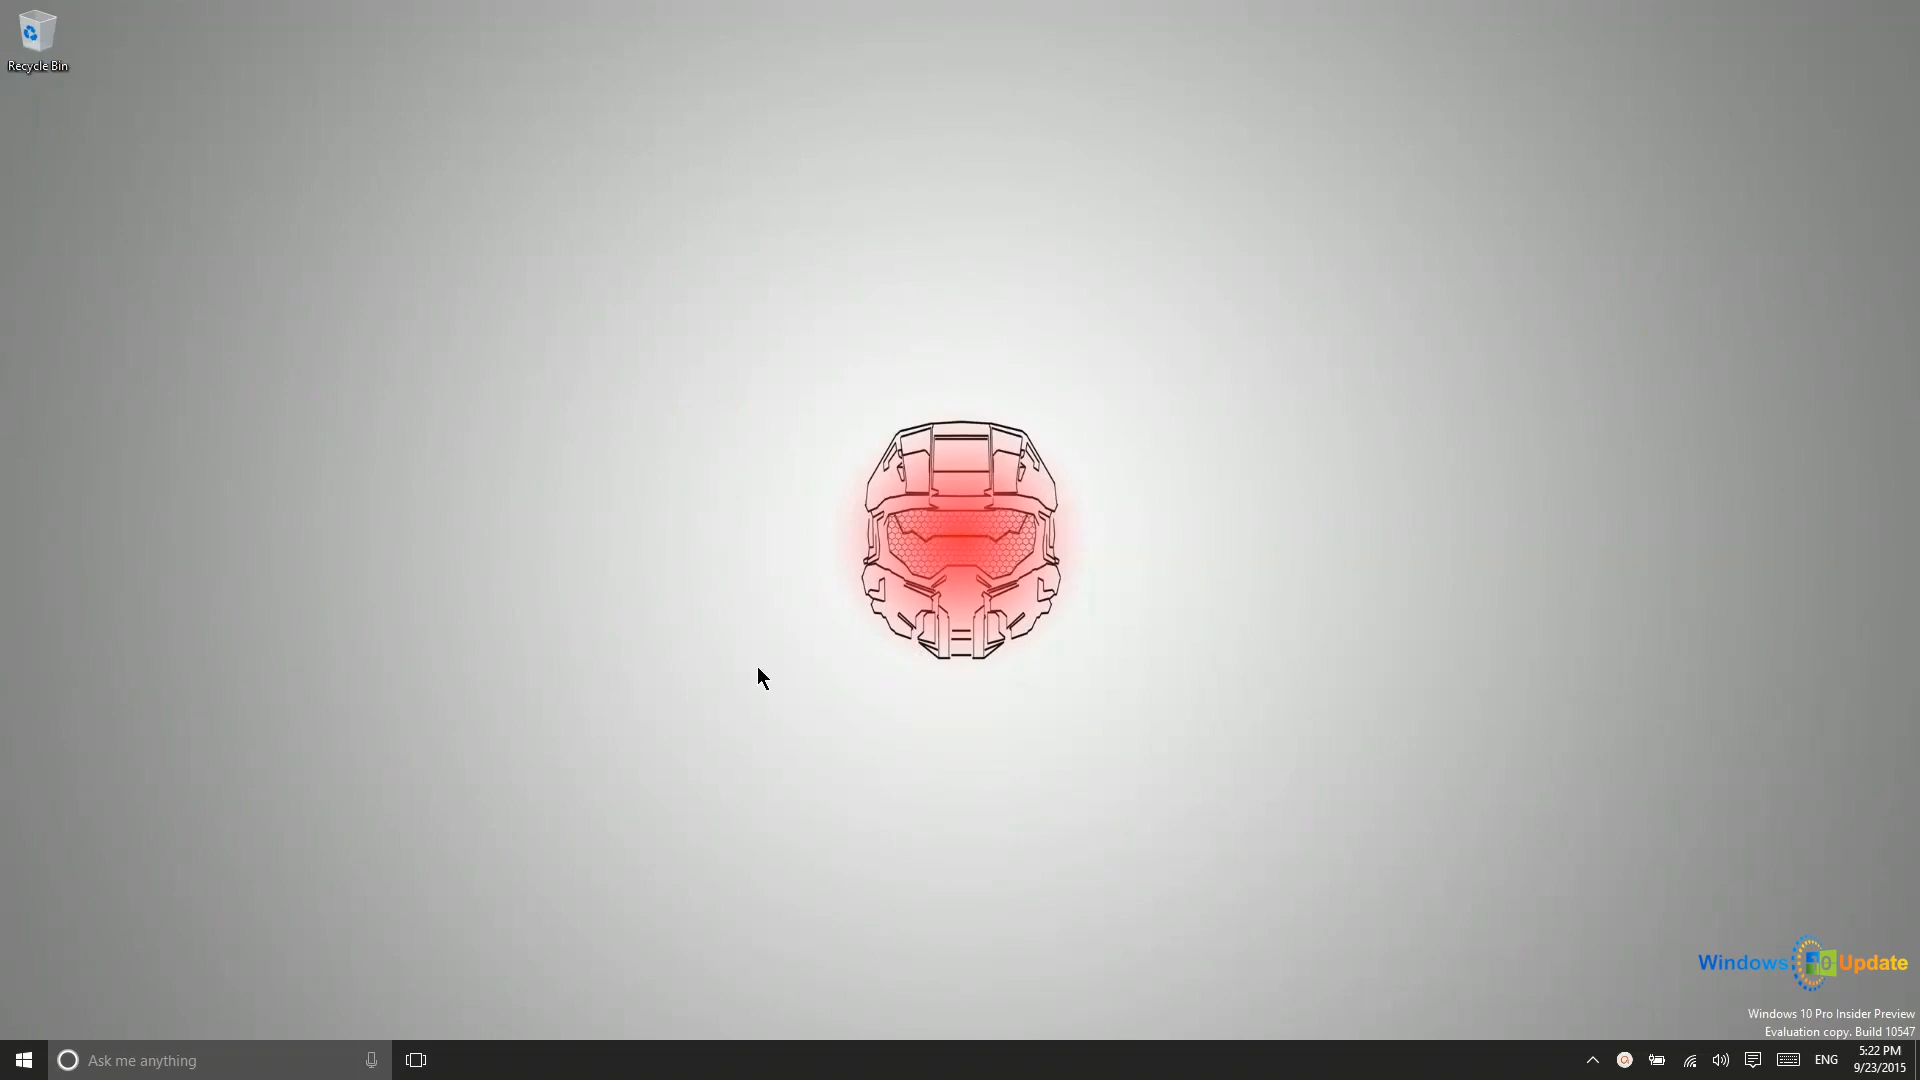 Recycle Bin
Windows 10 Update
Windows 10 Pro Insider Preview
Evaluation copy. Build 10547
Ask me anything
ENG
5:22 PM
9/23/2015